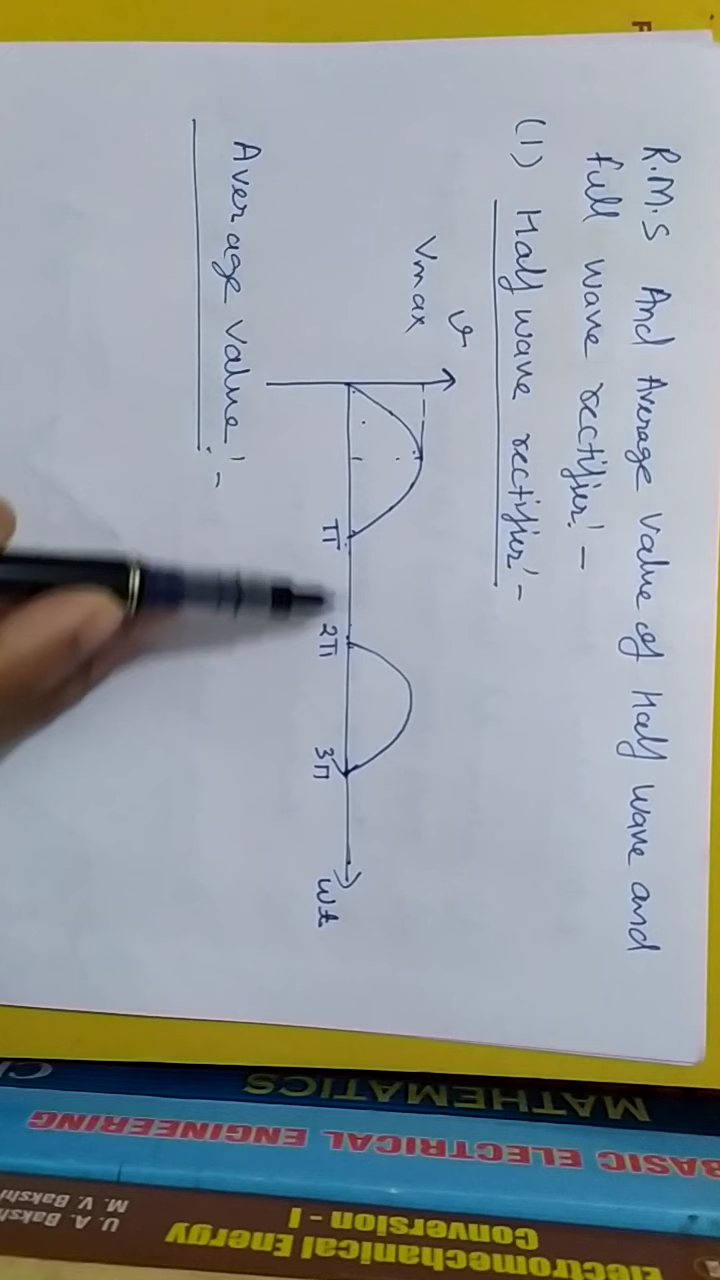 R.M.S And Average value of Half wave and
full wave rectifier:-
(1) Half wave rectifier:-
v
Vmax
π 2π 3π ωt
Average value:-
MATHEMATICS
BASIC ELECTRICAL ENGINEERING
Electromechanical Energy
Conversion - I
U. A. Bakshi
M. V. Bakshi